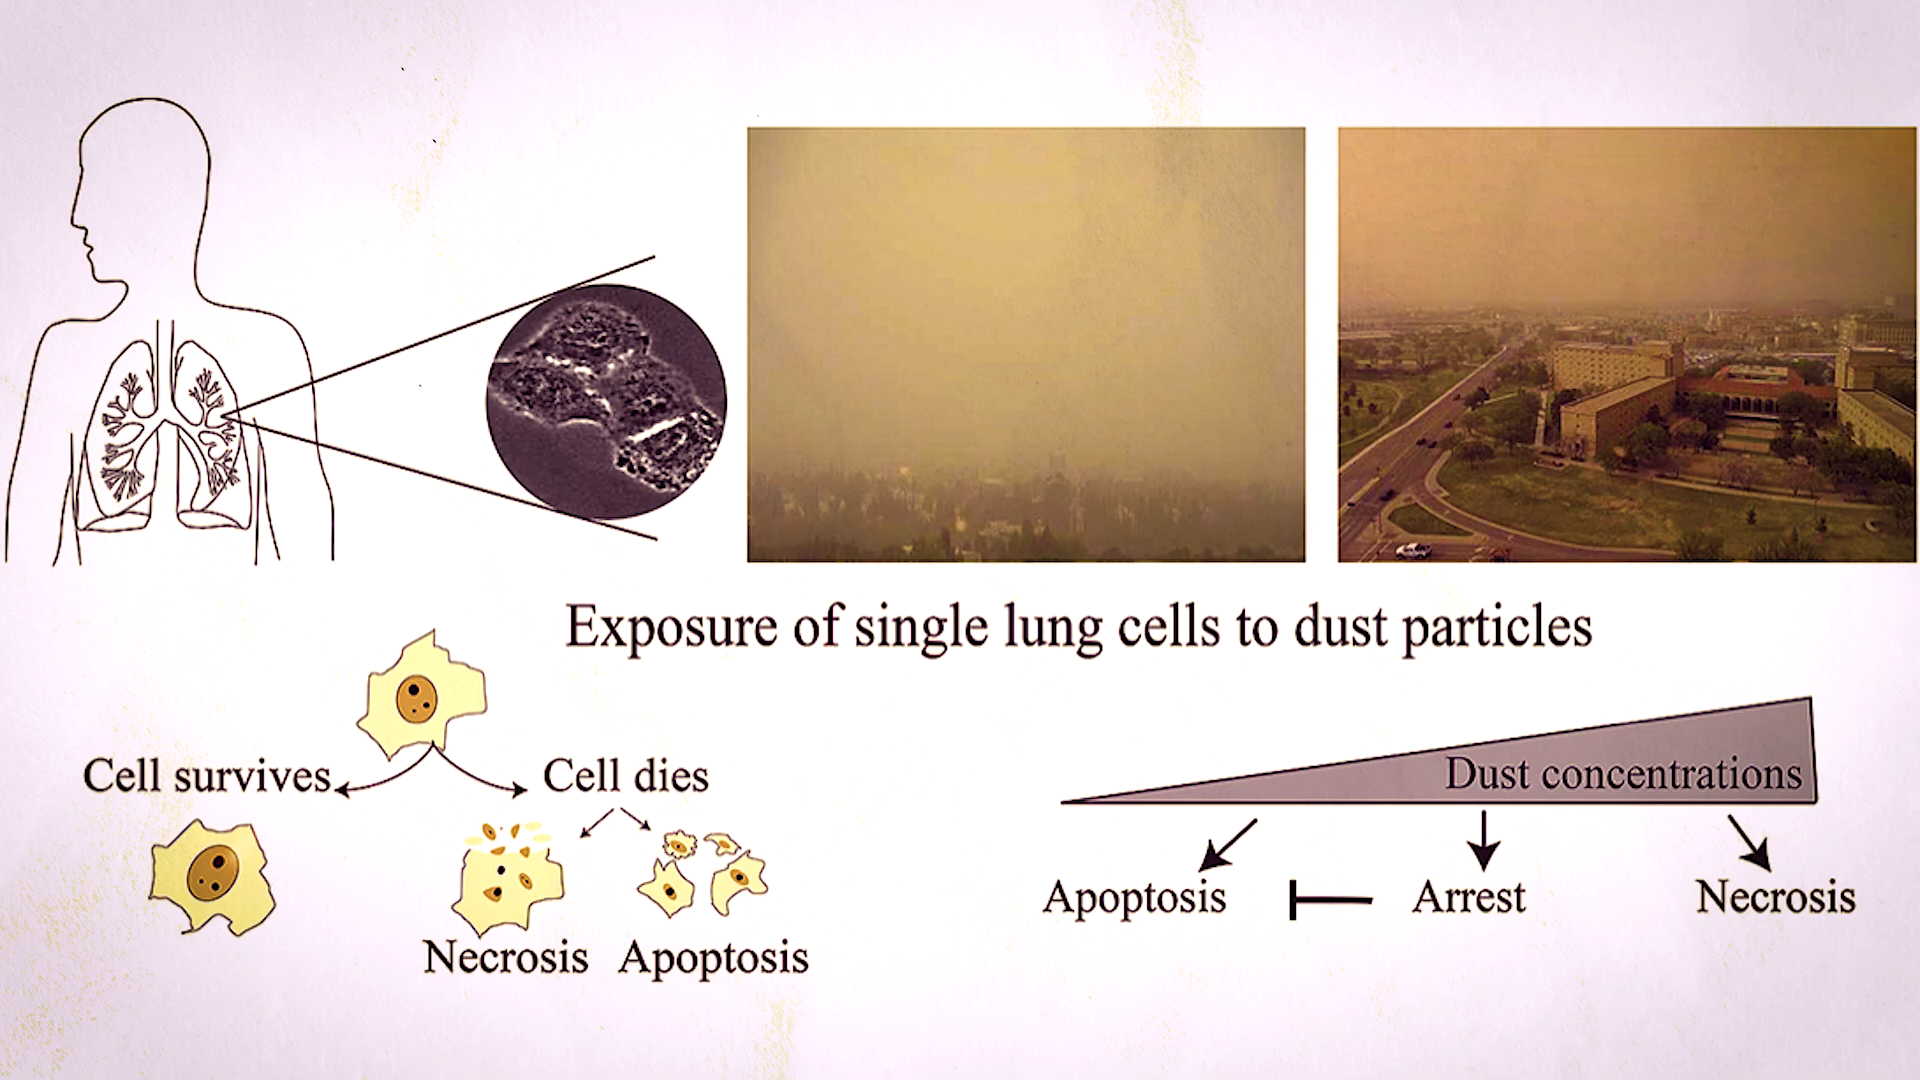 Exposure of single lung cells to dust particles
Cell survives
Cell dies
Necrosis
Apoptosis
Dust concentrations
Apoptosis
Arrest
Necrosis